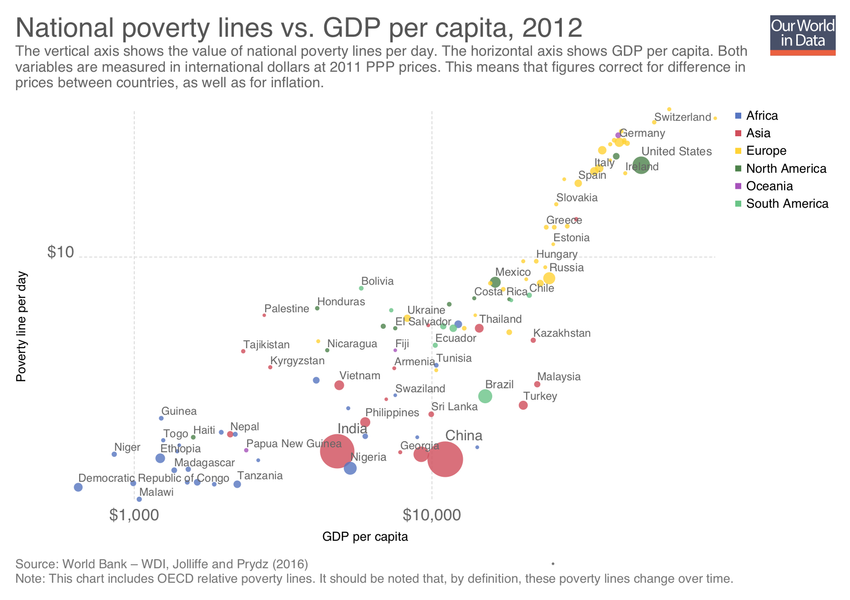 National poverty lines vs. GDP per capita, 2012
Our World
in Data
The vertical axis shows the value of national poverty lines per day. The horizontal axis shows GDP per capita. Both
variables are measured in international dollars at 2011 PPP prices. This means that figures correct for difference in
prices between countries, as well as for inflation.
Switzerland
Africa
Germany
Asia
United States
Europe
Italy
Ireland
North America
Spain
Oceania
Slovakia
South America
Greece
Estonia
$10
Hungary
Russia
Mexico
Bolivia
Costa Rica
Chile
Honduras
Palestine
Ukraine
El Salvador
Thailand
Kazakhstan
Ecuador
Tajikistan
Nicaragua
Fiji
Kyrgyzstan
Armenia
Tunisia
Vietnam
Malaysia
Swaziland
Brazil
Turkey
Guinea
Philippines
Sri Lanka
Togo
Haiti
Nepal
India
China
Niger
Ethiopia
Papua New Guinea
Georgia
Madagascar
Nigeria
Democratic Republic of Congo
Tanzania
Malawi
Poverty line per day
$1,000
$10,000
GDP per capita
Source: World Bank – WDI, Jolliffe and Prydz (2016)
Note: This chart includes OECD relative poverty lines. It should be noted that, by definition, these poverty lines change over time.